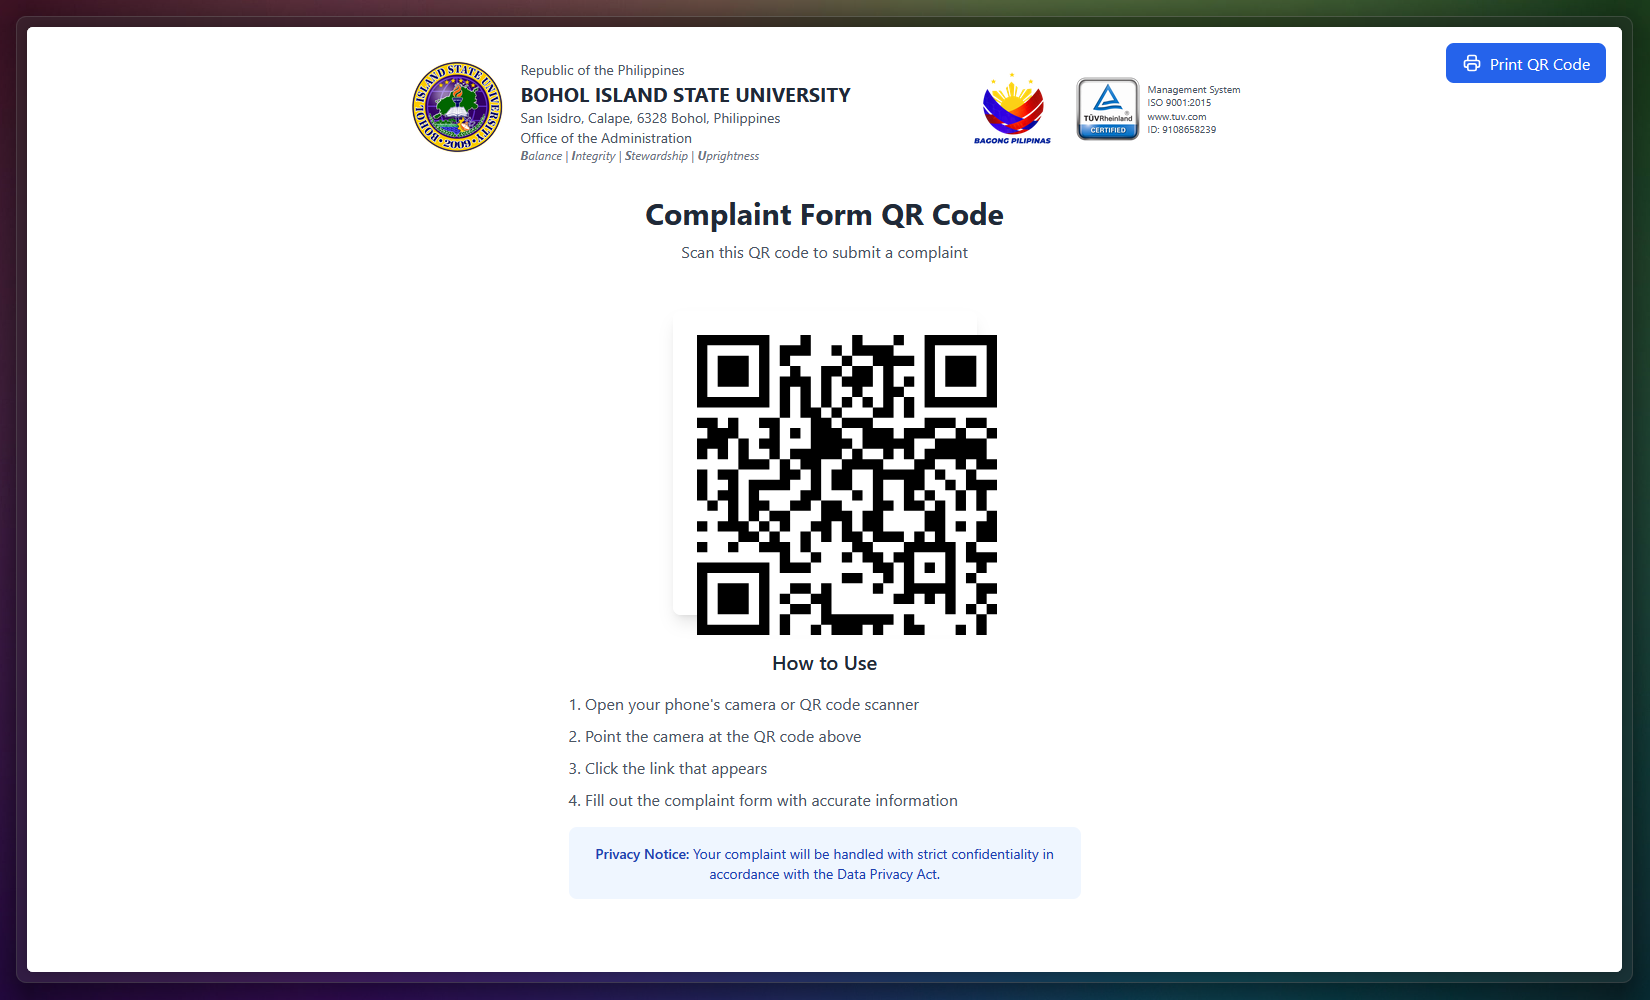 Print QR Code
BOHOL ISLAND STATE UNIVERSITY
2009
Republic of the Philippines
BOHOL ISLAND STATE UNIVERSITY
San Isidro, Calape, 6328 Bohol, Philippines
Office of the Administration
Balance | Integrity | Stewardship | Uprightness
BAGONG PILIPINAS
TÜVRheinland
CERTIFIED
Management System
ISO 9001:2015
www.tuv.com
ID: 9108658239
Complaint Form QR Code
Scan this QR code to submit a complaint
How to Use
1. Open your phone's camera or QR code scanner
2. Point the camera at the QR code above
3. Click the link that appears
4. Fill out the complaint form with accurate information
Privacy Notice: Your complaint will be handled with strict confidentiality in
accordance with the Data Privacy Act.